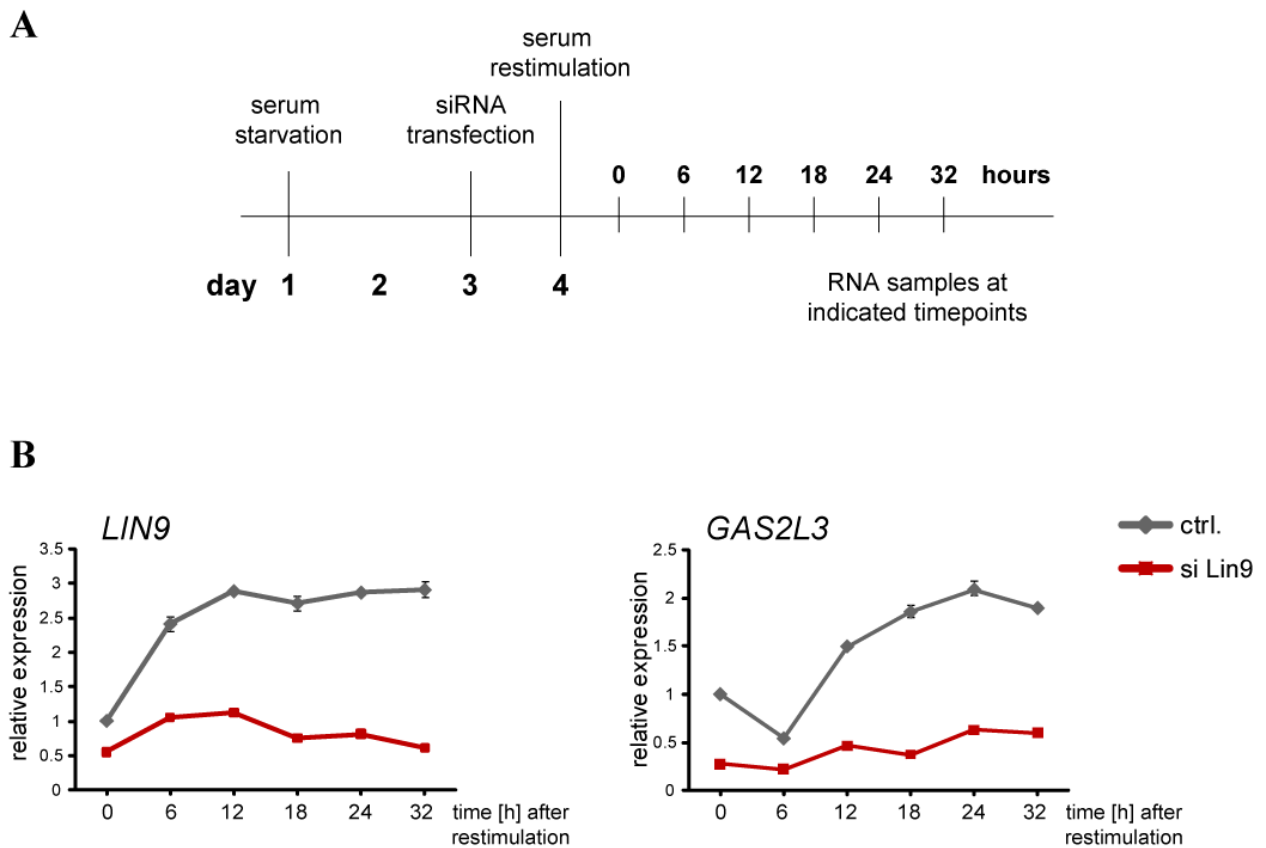 A
serum
restimulation
serum
starvation
siRNA
transfection
0 6 12 18 24 32 hours
day 1 2 3 4
RNA samples at
indicated timepoints
B
LIN9
relative expression
3.5
3
2.5
2
1.5
1
0.5
0
0 6 12 18 24 32
time [h] after
restimulation
GAS2L3
relative expression
2.5
2
1.5
1
0.5
0
0 6 12 18 24 32
time [h] after
restimulation
ctrl.
si Lin9